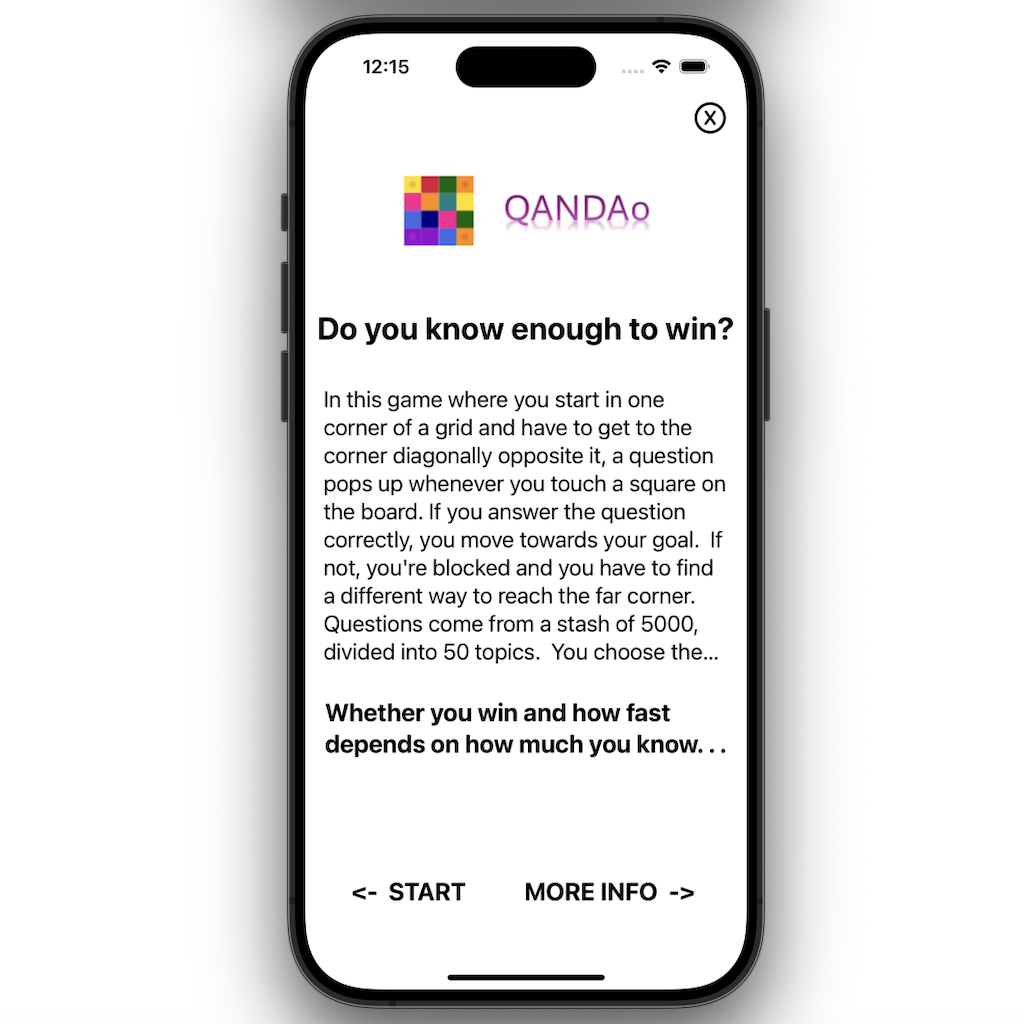 12:15
X
QANDAo
Do you know enough to win?
In this game where you start in one
corner of a grid and have to get to the
corner diagonally opposite it, a question
pops up whenever you touch a square on
the board. If you answer the question
correctly, you move towards your goal.  If
not, you're blocked and you have to find
a different way to reach the far corner.
Questions come from a stash of 5000,
divided into 50 topics.  You choose the...
Whether you win and how fast
depends on how much you know. . .
<-  START    MORE INFO  ->